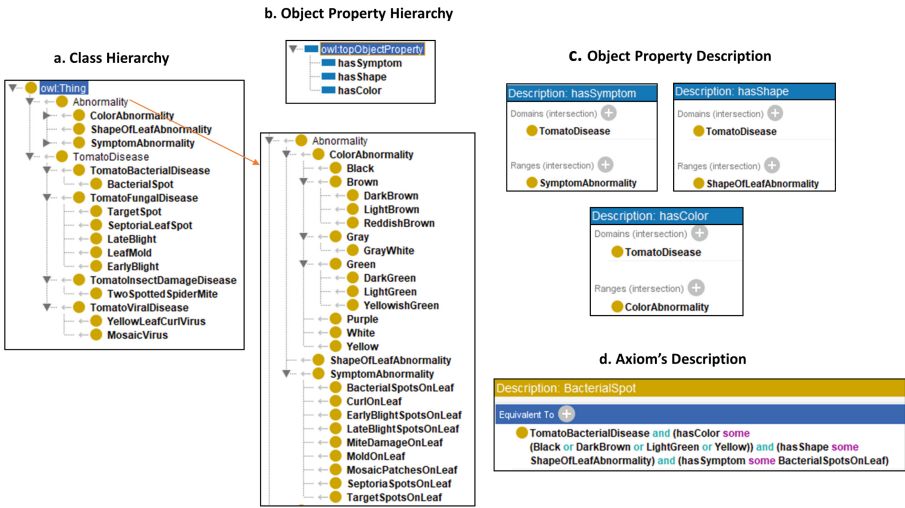 b. Object Property Hierarchy
a. Class Hierarchy
c. Object Property Description
owl:topObjectProperty
hasSymptom
hasShape
hasColor
owl:Thing
Abnormality
ColorAbnormality
ShapeOfLeafAbnormality
SymptomAbnormality
TomatoDisease
TomatoBacterialDisease
BacterialSpot
TomatoFungalDisease
TargetSpot
SeptoriaLeafSpot
LateBlight
LeafMold
EarlyBlight
TomatoInsectDamageDisease
TwoSpottedSpiderMite
TomatoViralDisease
YellowLeafCurlVirus
MosaicVirus
Abnormality
ColorAbnormality
Black
Brown
DarkBrown
LightBrown
ReddishBrown
Gray
GrayWhite
Green
DarkGreen
LightGreen
YellowishGreen
Purple
White
Yellow
ShapeOfLeafAbnormality
SymptomAbnormality
BacterialSpotsOnLeaf
CurlOnLeaf
EarlyBlightSpotsOnLeaf
LateBlightSpotsOnLeaf
MiteDamageOnLeaf
MoldOnLeaf
MosaicPatchesOnLeaf
SeptoriaSpotsOnLeaf
TargetSpotsOnLeaf
Description: hasSymptom
Domains (intersection)
TomatoDisease
Ranges (intersection)
SymptomAbnormality
Description: hasShape
Domains (intersection)
TomatoDisease
Ranges (intersection)
ShapeOfLeafAbnormality
Description: hasColor
Domains (intersection)
TomatoDisease
Ranges (intersection)
ColorAbnormality
d. Axiom's Description
Description: BacterialSpot
Equivalent To
TomatoBacterialDisease and (hasColor some
(Black or DarkBrown or LightGreen or Yellow)) and (hasShape some
ShapeOfLeafAbnormality) and (hasSymptom some BacterialSpotsOnLeaf)